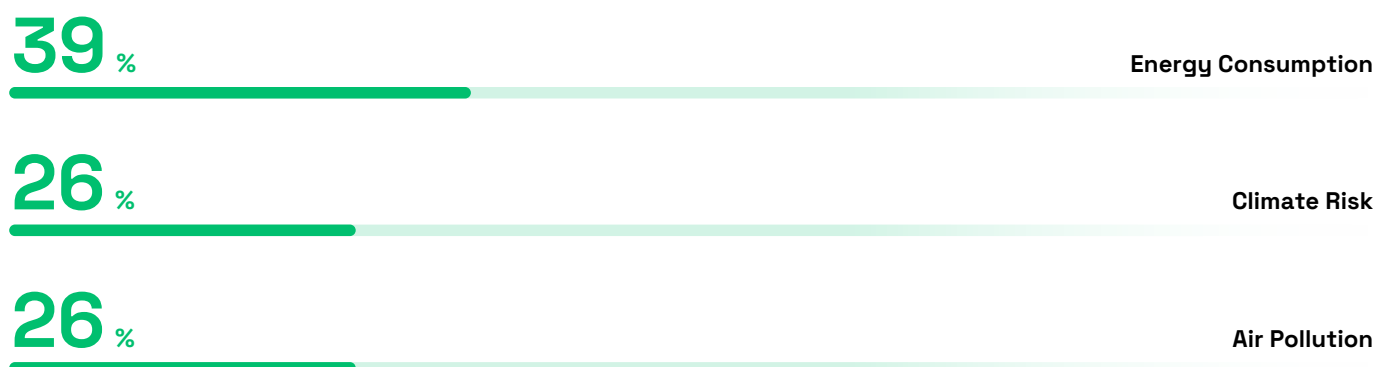 39 %
Energy Consumption
26 %
Climate Risk
26 %
Air Pollution